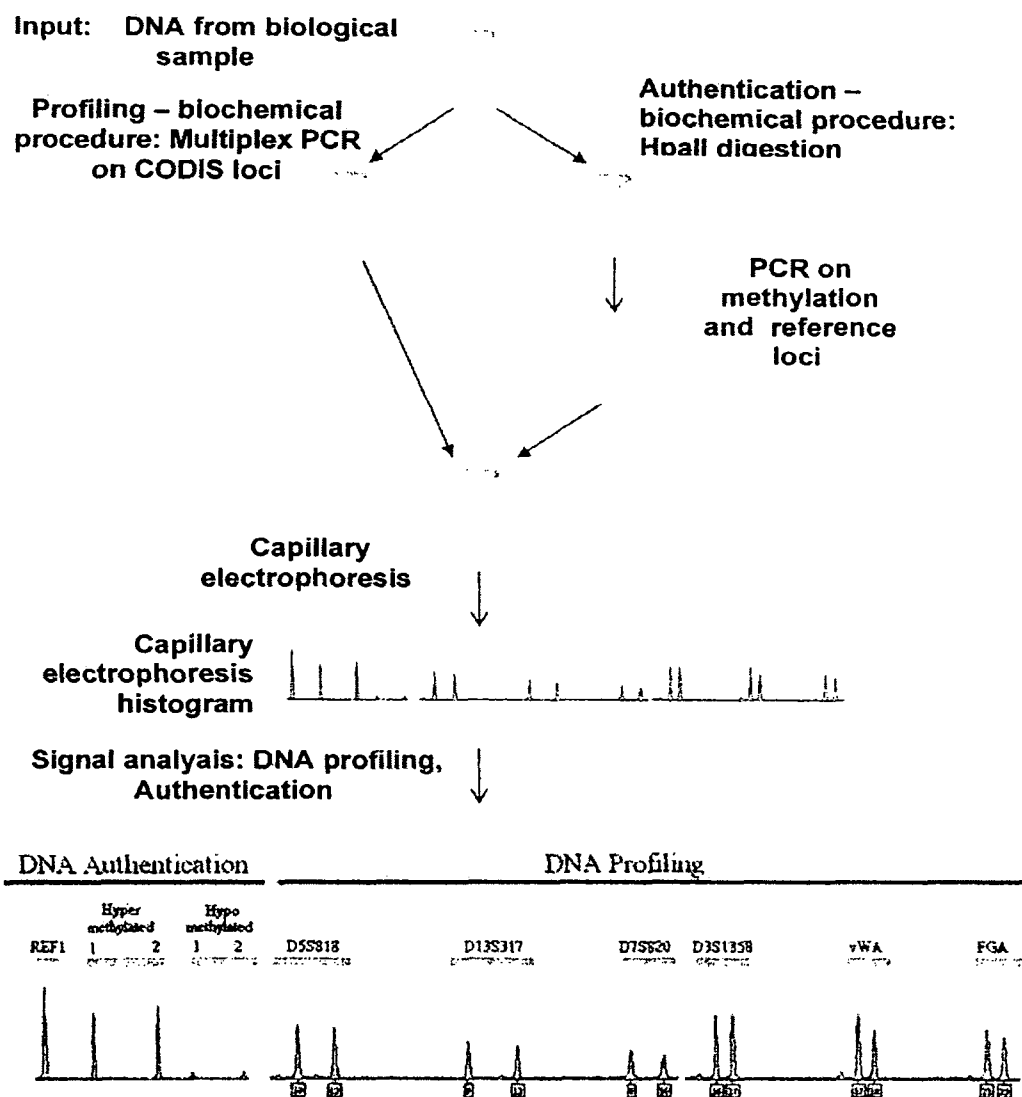 Input: DNA from biological
sample
Profiling – biochemical
procedure: Multiplex PCR
on CODIS loci
Authentication –
biochemical procedure:
HpaII digestion
PCR on
methylation
and reference
loci
Capillary
electrophoresis
Capillary
electrophoresis
histogram
Signal analyais: DNA profiling,
Authentication
DNA Authentication
DNA Profiling
Hyper
methylated
Hypo
methylated
REF1 1 2 1 2 D5S818 D13S317 D7S820 D3S1358 vWA FGA